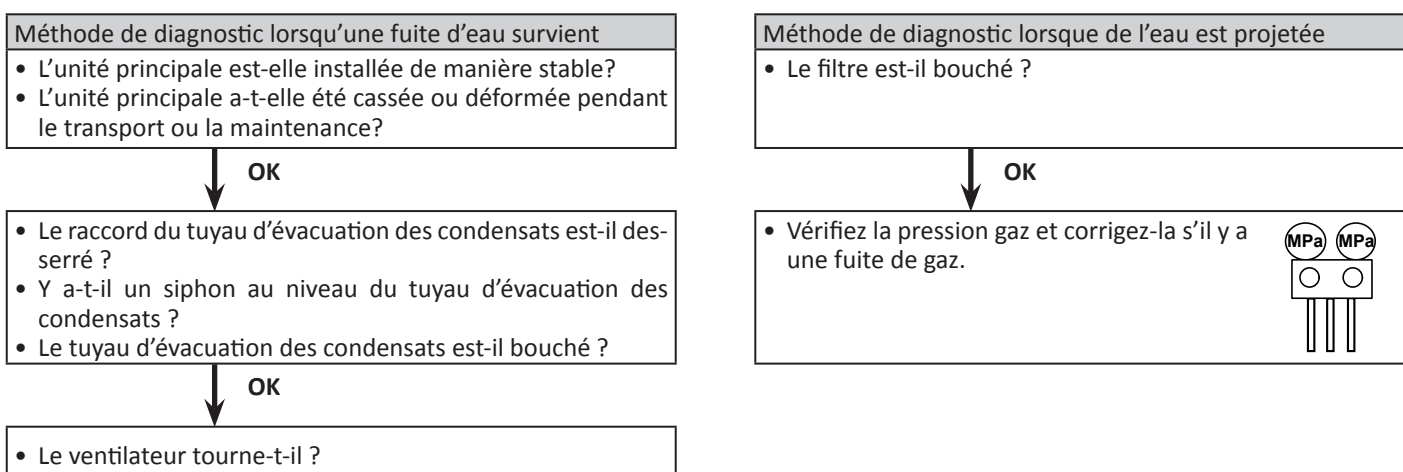 Méthode de diagnostic lorsqu’une fuite d’eau survient
• L’unité principale est-elle installée de manière stable?
• L’unité principale a-t-elle été cassée ou déformée pendant
le transport ou la maintenance?
OK
• Le raccord du tuyau d’évacuation des condensats est-il des-
serré ?
• Y a-t-il un siphon au niveau du tuyau d’évacuation des
condensats ?
• Le tuyau d’évacuation des condensats est-il bouché ?
OK
• Le ventilateur tourne-t-il ?
Méthode de diagnostic lorsque de l’eau est projetée
• Le filtre est-il bouché ?
OK
• Vérifiez la pression gaz et corrigez-la s’il y a
une fuite de gaz.
MPa MPa